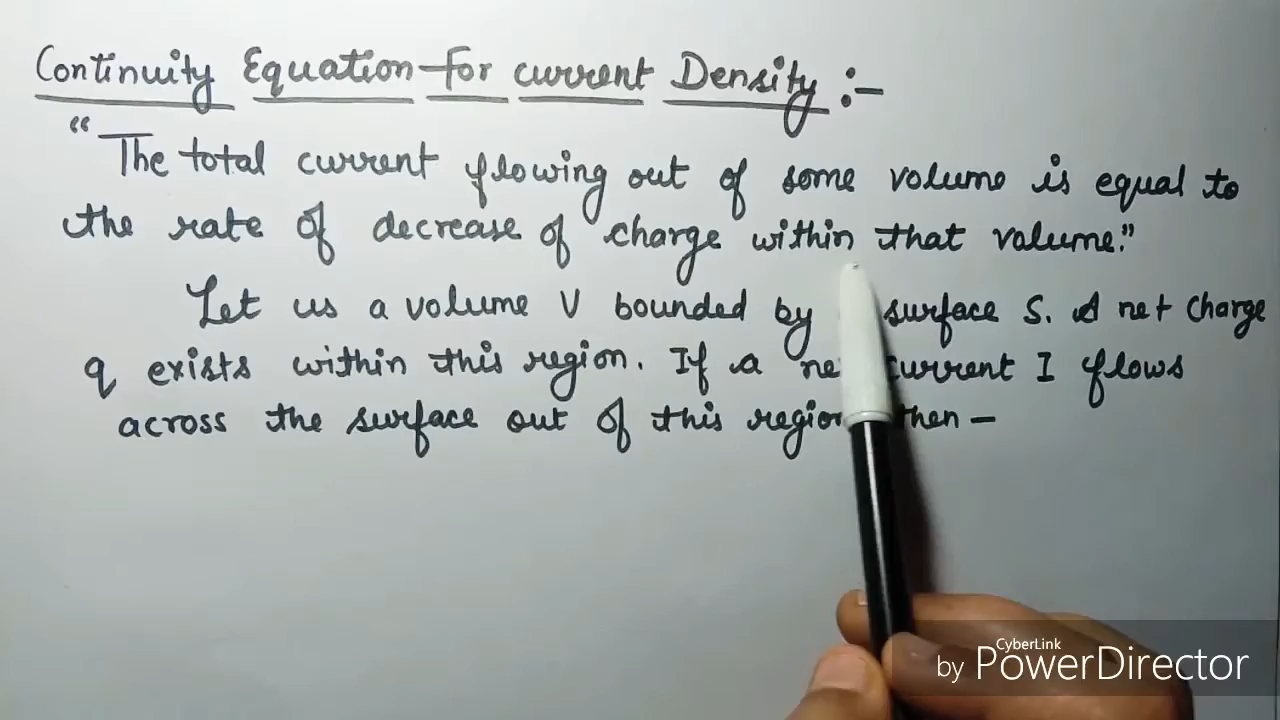 Continuity Equation for current Density :-
“The total current flowing out of some volume is equal to
the rate of decrease of charge within that volume.”
Let us a volume V bounded by surface S. A net charge
q exists within this region. If a current I flows
across the surface out of this region then -
CyberLink
by PowerDirector